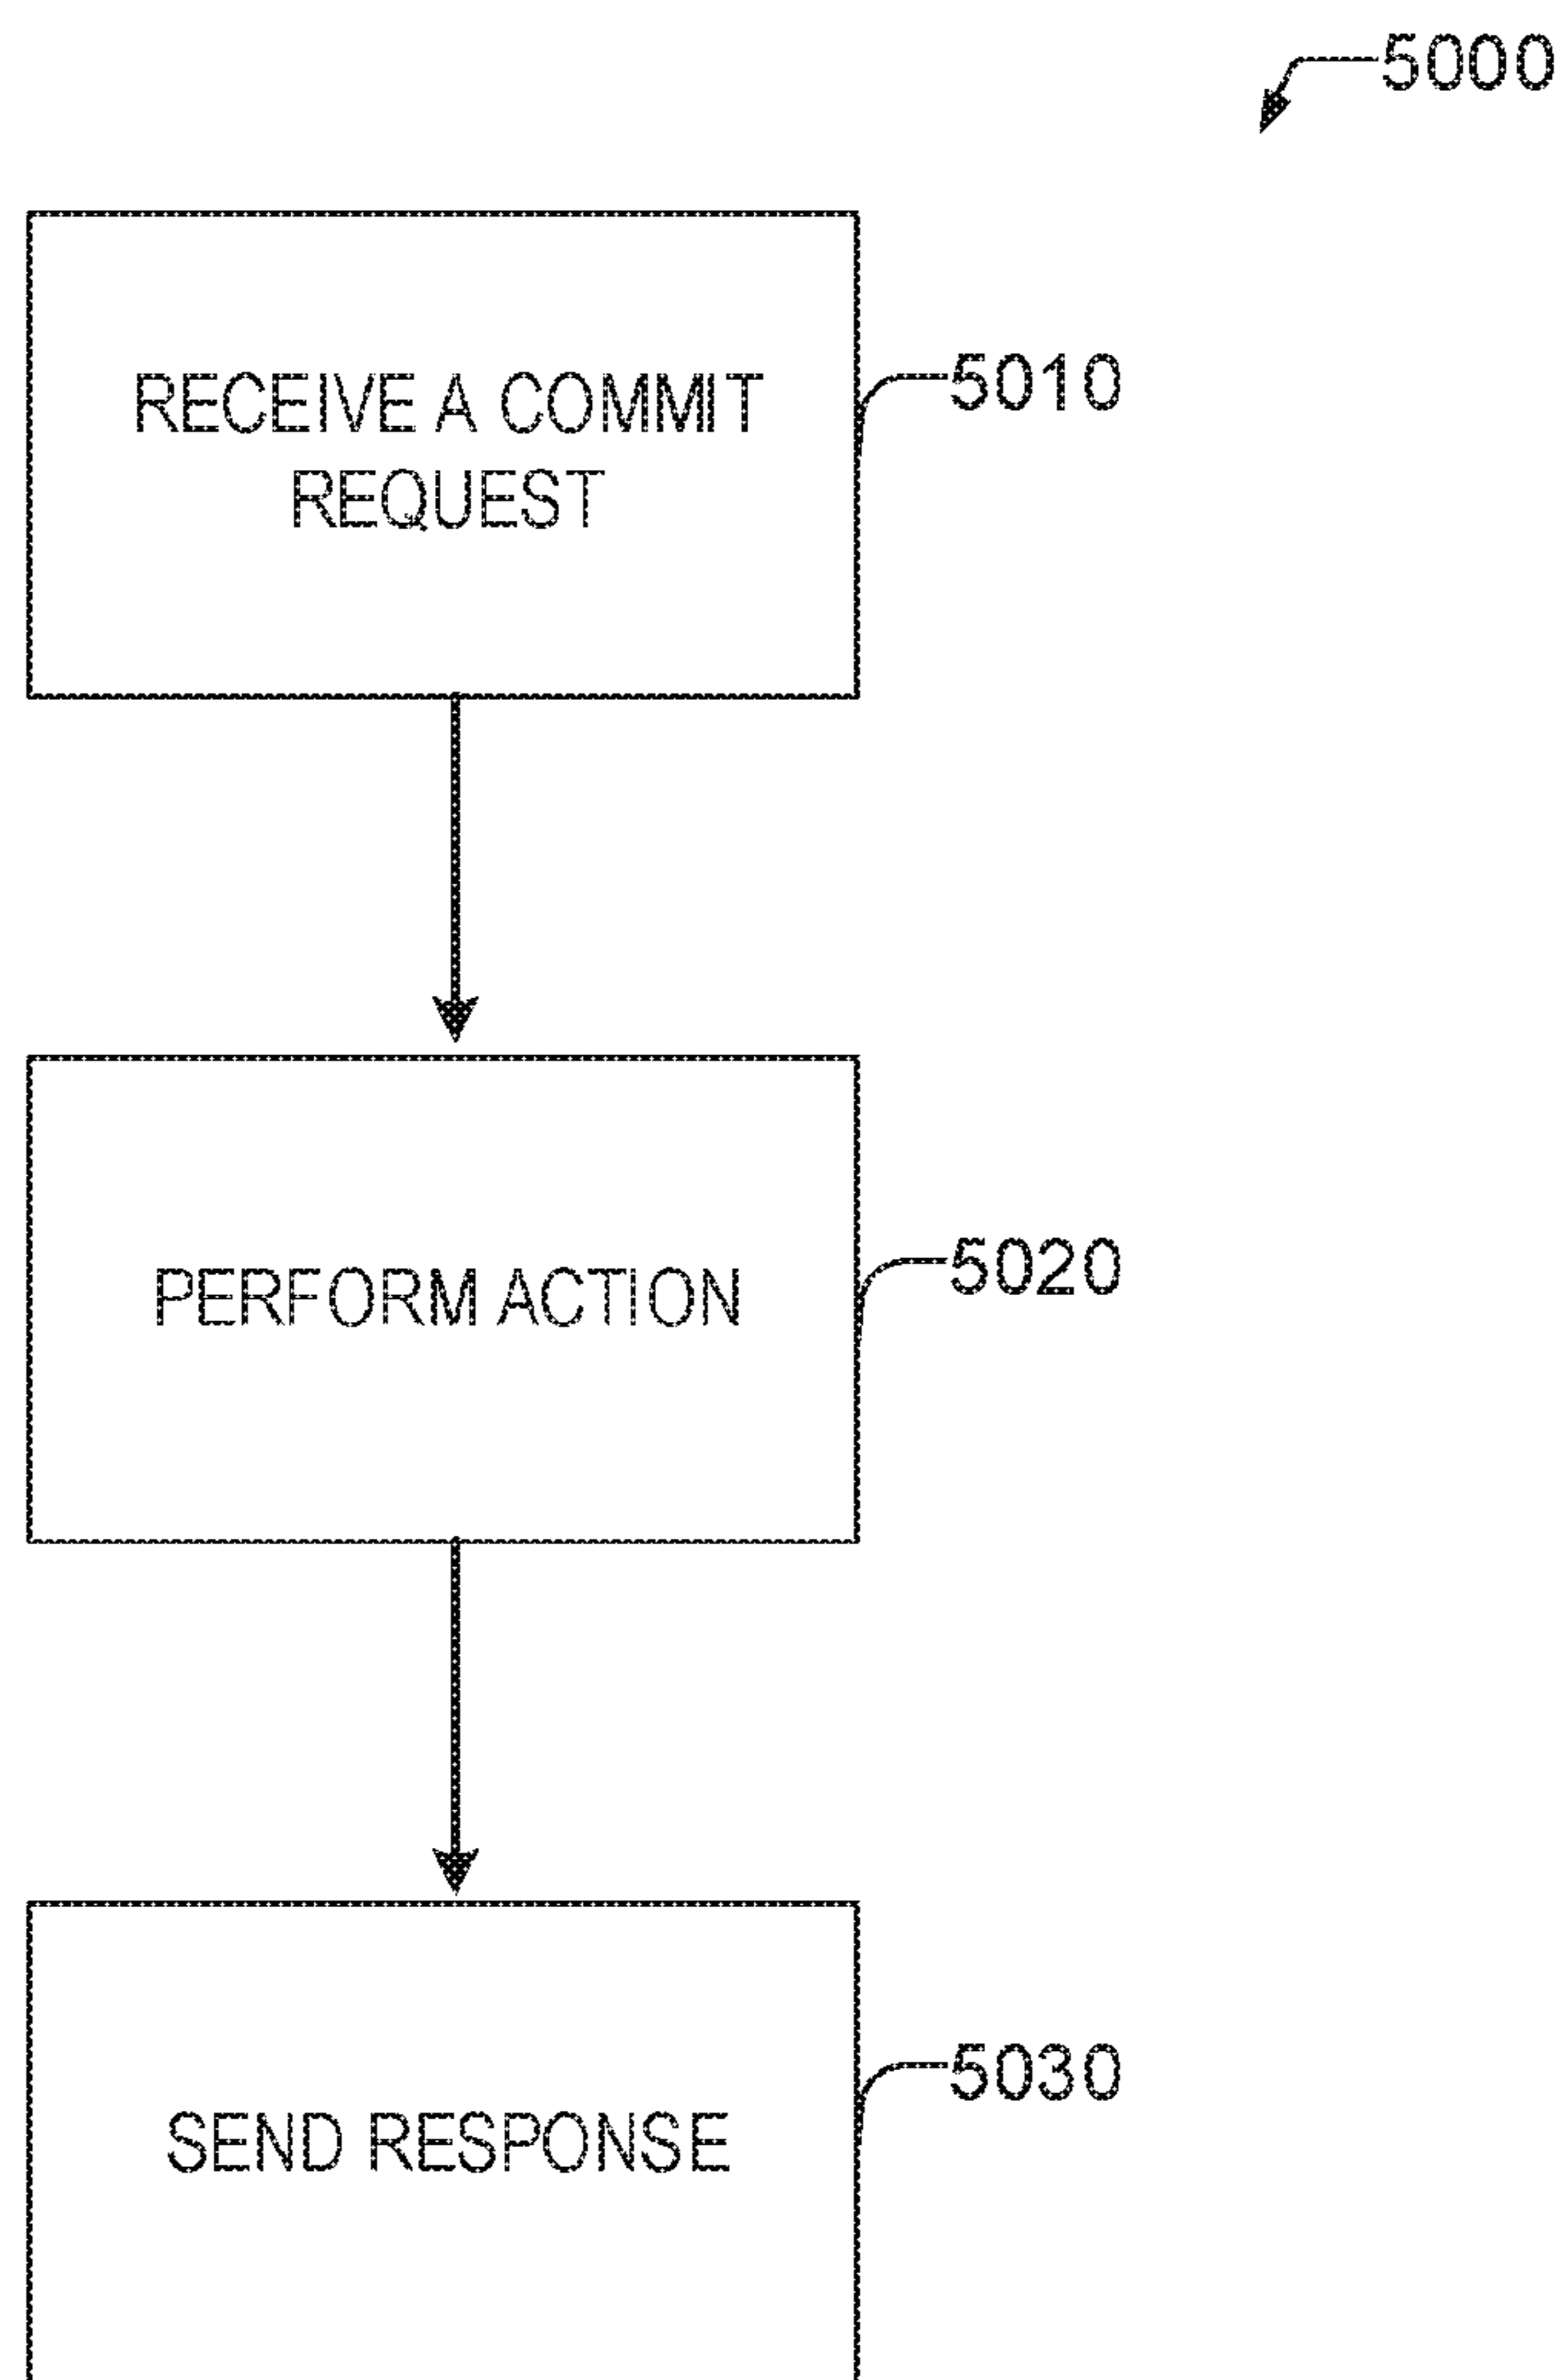 5000
RECEIVE A COMMIT
REQUEST
5010
PERFORM ACTION
5020
SEND RESPONSE
5030